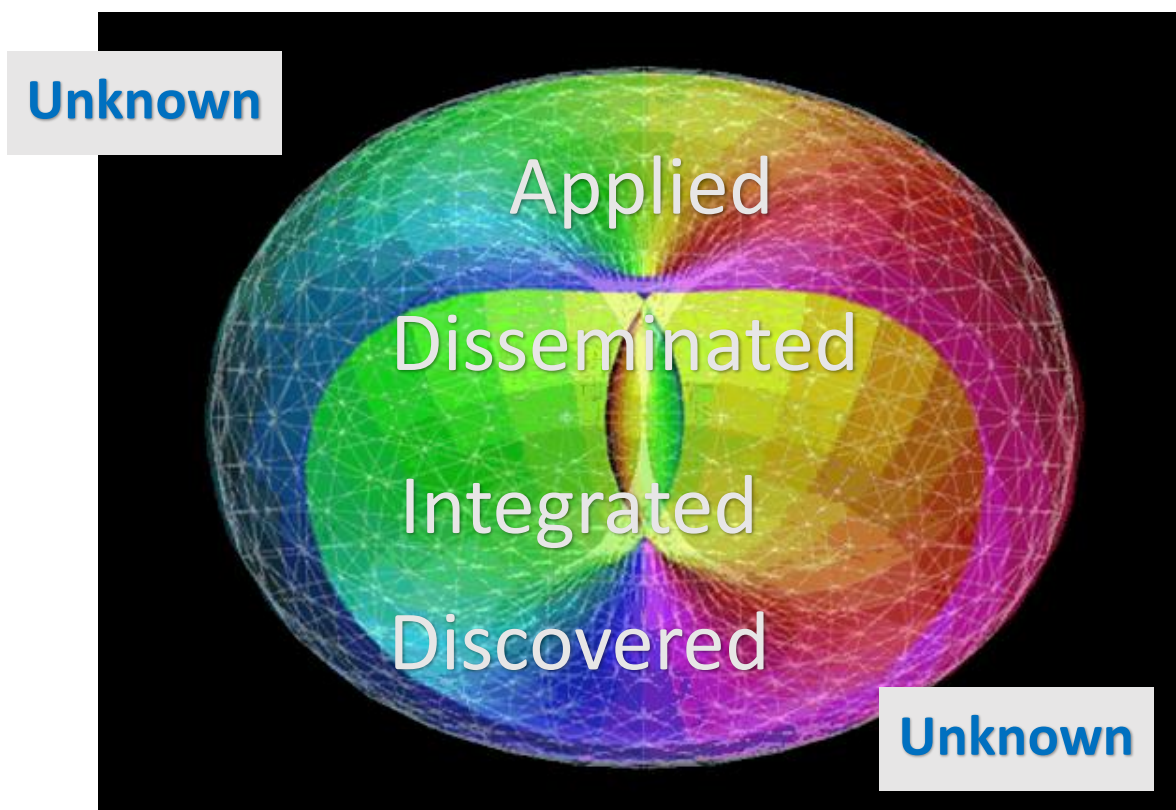 Unknown
Applied
Disseminated
Integrated
Discovered
Unknown